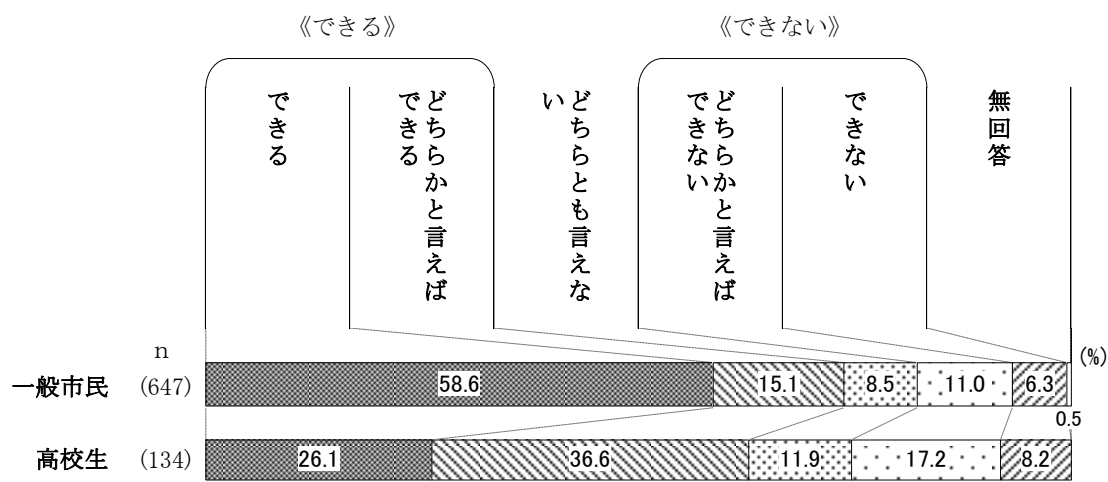 《できる》
《できない》
できる
どちらかと言えば
できる
どちらとも言えな
い
どちらかと言えば
できない
できない
無回答
n
(%)
一般市民 (647) 58.6 15.1 8.5 11.0 6.3
0.5
高校生 (134) 26.1 36.6 11.9 17.2 8.2